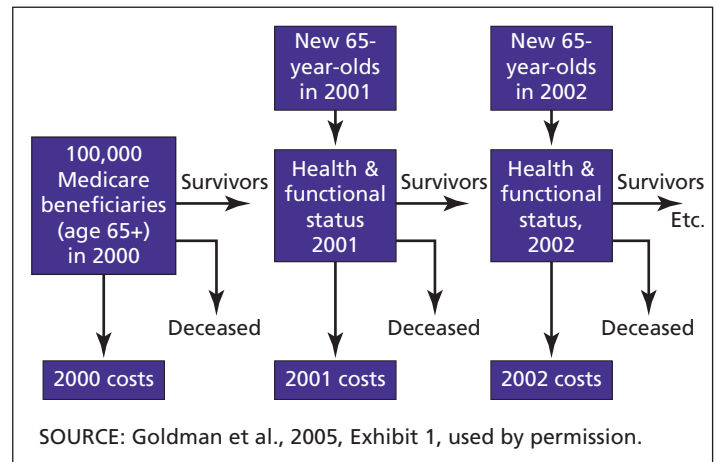 New 65-
year-olds
in 2001
New 65-
year-olds
in 2002
100,000
Medicare
beneficiaries
(age 65+)
in 2000
Survivors
Health &
functional
status
2001
Survivors
Health &
functional
status,
2002
Survivors
Etc.
Deceased
Deceased
Deceased
2000 costs
2001 costs
2002 costs
SOURCE: Goldman et al., 2005, Exhibit 1, used by permission.